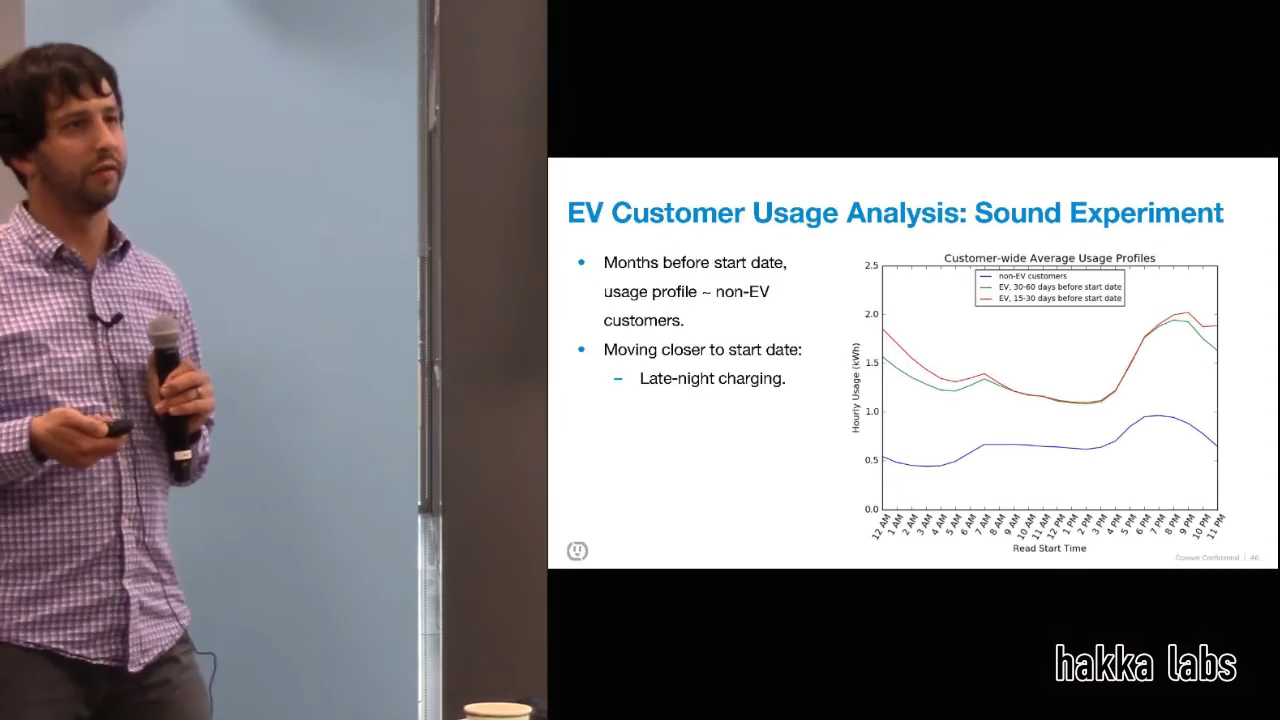 EV Customer Usage Analysis: Sound Experiment
• Months before start date,
usage profile ~ non-EV
customers.
• Moving closer to start date:
– Late-night charging.
Customer-wide Average Usage Profiles
non-EV customers
EV, 30-60 days before start date
EV, 15-30 days before start date
2.5
2.0
1.5
1.0
0.5
0.0
Hourly Usage (kWh)
12 AM 1 AM 2 AM 3 AM 4 AM 5 AM 6 AM 7 AM 8 AM 9 AM 10 AM 11 AM 12 PM 1 PM 2 PM 3 PM 4 PM 5 PM 6 PM 7 PM 8 PM 9 PM 10 PM 11 PM
Read Start Time
Opower Confidential | 46
hakka labs